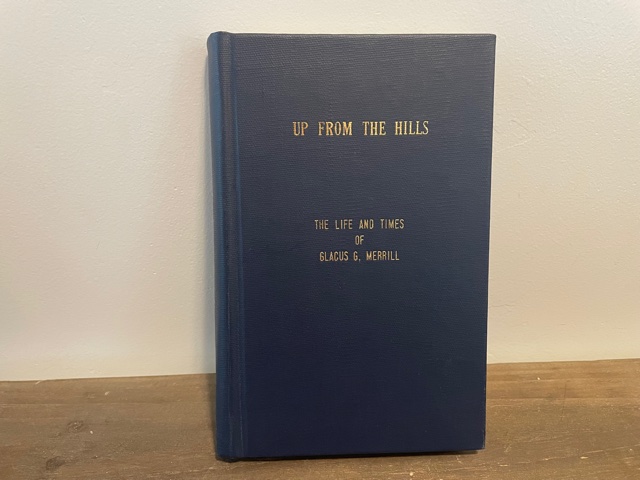 UP FROM THE HILLS
THE LIFE AND TIMES
OF
GLACUS G. MERRILL